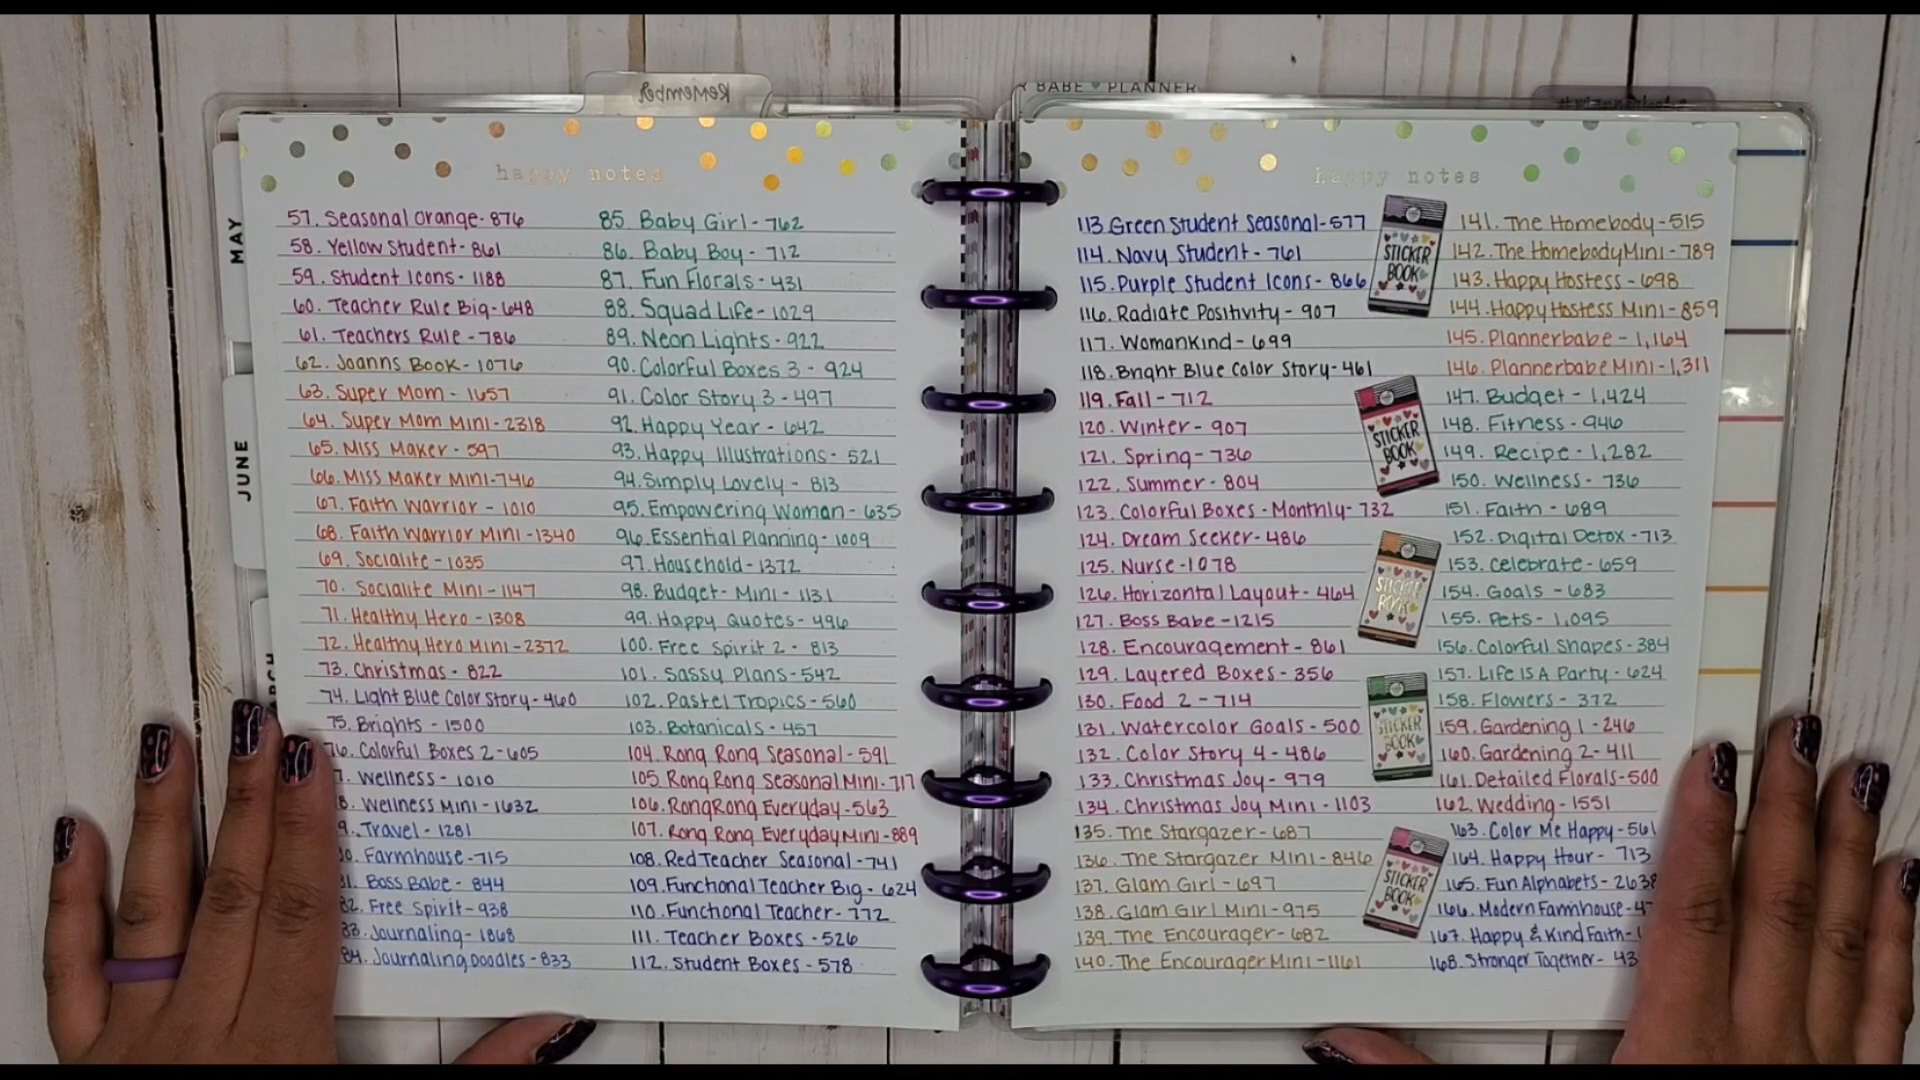 Remember
R BABE ♥ PLANNER
MAY
JUNE
happy notes
57. Seasonal Orange - 876
58. Yellow Student - 861
59. Student Icons - 1188
60. Teacher Rule Big - 648
61. Teachers Rule - 786
62. Joanns Book - 1076
63. Super Mom - 1657
64. Super Mom Mini - 2318
65. Miss Maker - 597
66. Miss Maker Mini - 746
67. Faith Warrior - 1010
68. Faith Warrior Mini - 1340
69. Socialite - 1035
70. Socialite Mini - 1147
71. Healthy Hero - 1308
72. Healthy Hero Mini - 2372
73. Christmas - 822
74. Light Blue Color Story - 460
75. Brights - 1500
76. Colorful Boxes 2 - 605
7. Wellness - 1010
8. Wellness Mini - 1632
9. Travel - 1281
30. Farmhouse - 715
31. Boss Babe - 844
82. Free Spirit - 938
83. Journaling - 1868
84. Journaling Doodles - 833
85. Baby Girl - 762
86. Baby Boy - 712
87. Fun Florals - 431
88. Squad Life - 1029
89. Neon Lights - 922
90. Colorful Boxes 3 - 924
91. Color Story 3 - 497
92. Happy Year - 642
93. Happy Illustrations - 521
94. Simply Lovely - 813
95. Empowering Woman - 635
96. Essential Planning - 1009
97. Household - 1372
98. Budget - Mini - 1131
99. Happy Quotes - 496
100. Free Spirit 2 - 813
101. Sassy Plans - 542
102. Pastel Tropics - 560
103. Botanicals - 457
104. Rong Rong Seasonal - 591
105. Rong Rong Seasonal Mini - 717
106. RongRong Everyday - 563
107. Rong Rong Everyday Mini - 889
108. Red Teacher Seasonal - 741
109. Functional Teacher Big - 624
110. Functional Teacher - 772
111. Teacher Boxes - 526
112. Student Boxes - 578
happy notes
113. Green Student Seasonal - 577
114. Navy Student - 761
115. Purple Student Icons - 866
116. Radiate Positivity - 907
117. Womankind - 699
118. Bright Blue Color Story - 461
119. Fall - 712
120. Winter - 907
121. Spring - 736
122. Summer - 804
123. Colorful Boxes - Monthly - 732
124. Dream Seeker - 486
125. Nurse - 1078
126. Horizontal Layout - 464
127. Boss Babe - 1215
128. Encouragement - 861
129. Layered Boxes - 356
130. Food 2 - 714
131. Watercolor Goals - 500
132. Color Story 4 - 486
133. Christmas Joy - 979
134. Christmas Joy Mini - 1103
135. The Stargazer - 687
136. The Stargazer Mini - 846
137. Glam Girl - 697
138. Glam Girl Mini - 975
139. The Encourager - 682
140. The Encourager Mini - 1161
STICKER BOOK
STICKER BOOK
STICKER BOOK
STICKER BOOK
STICKER BOOK
141. The Homebody - 515
142. The Homebody Mini - 789
143. Happy Hostess - 698
144. Happy Hostess Mini - 859
145. Plannerbabe - 1,164
146. Plannerbabe Mini - 1,311
147. Budget - 1,424
148. Fitness - 946
149. Recipe - 1,282
150. Wellness - 736
151. Faith - 689
152. Digital Detox - 713
153. Celebrate - 659
154. Goals - 683
155. Pets - 1,095
156. Colorful Shapes - 384
157. Life Is A Party - 624
158. Flowers - 372
159. Gardening 1 - 246
160. Gardening 2 - 411
161. Detailed Florals - 500
162. Wedding - 1551
163. Color Me Happy - 561
164. Happy Hour - 713
165. Fun Alphabets - 2638
166. Modern Farmhouse - 4
167. Happy & Kind Faith - 1
168. Stronger Together - 43